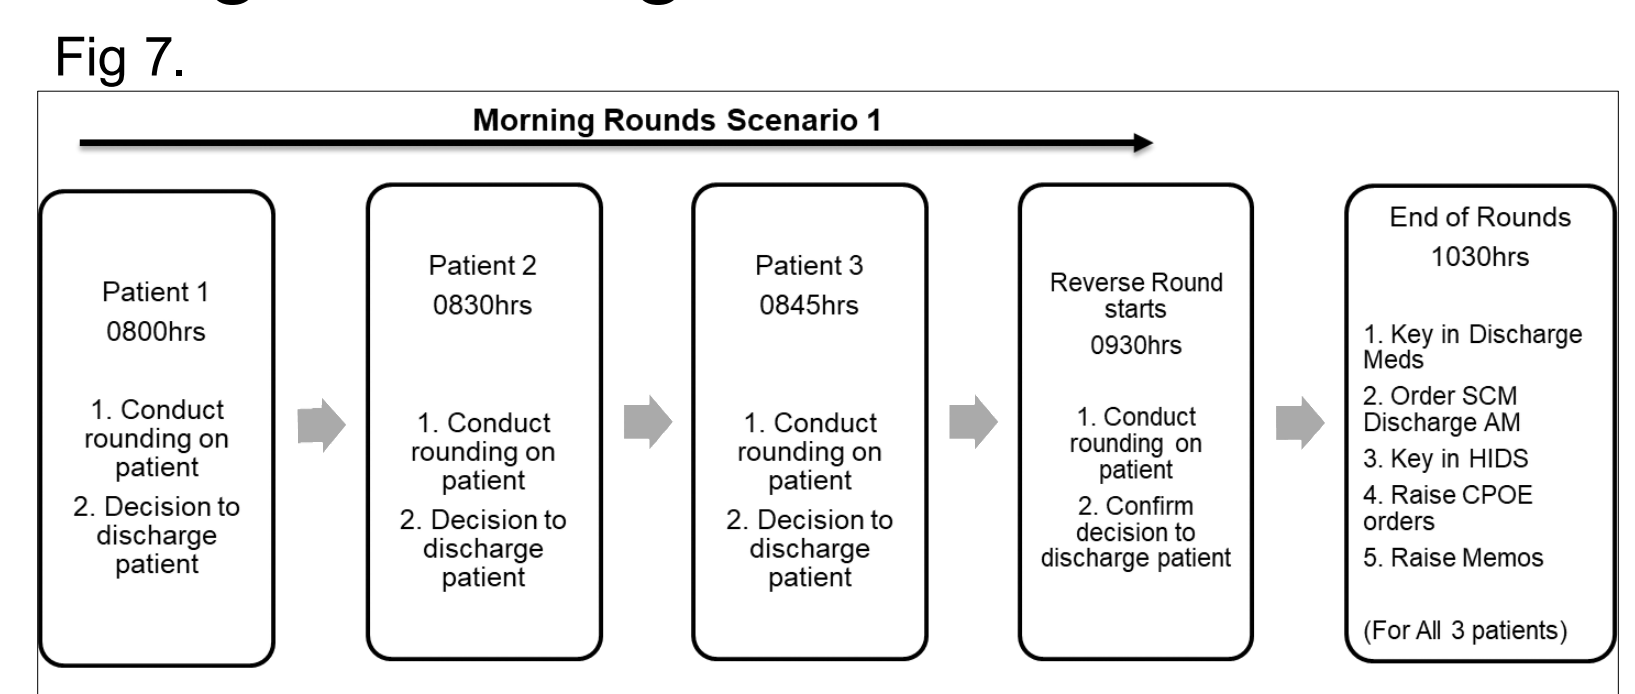 Fig 7.
Morning Rounds Scenario 1
Patient 1
0800hrs
1. Conduct
rounding on
patient
2. Decision to
discharge
patient
Patient 2
0830hrs
1. Conduct
rounding on
patient
2. Decision to
discharge
patient
Patient 3
0845hrs
1. Conduct
rounding on
patient
2. Decision to
discharge
patient
Reverse Round
starts
0930hrs
1. Conduct
rounding on
patient
2. Confirm
decision to
discharge patient
End of Rounds
1030hrs
1. Key in Discharge
Meds
2. Order SCM
Discharge AM
3. Key in HIDS
4. Raise CPOE
orders
5. Raise Memos
(For All 3 patients)